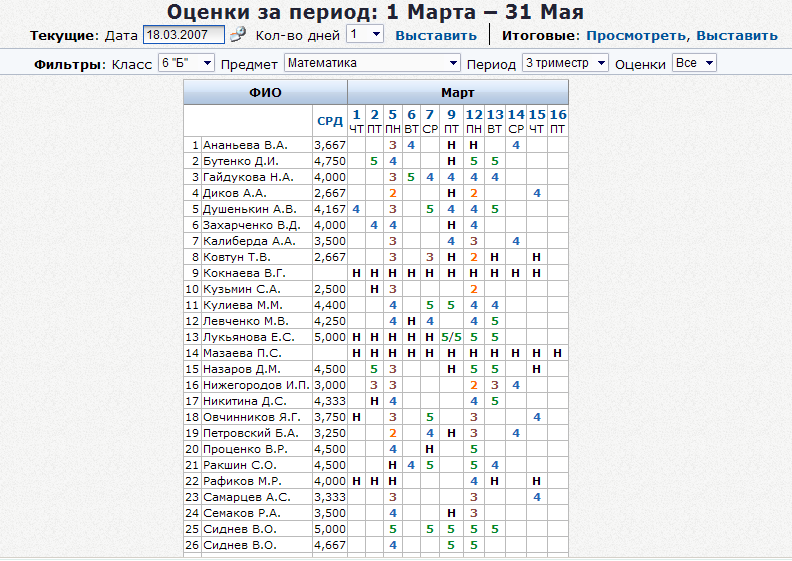 Оценки за период: 1 Марта – 31 Мая
Текущие: Дата 18.03.2007 Кол-во дней 1 Выставить Итоговые: Просмотреть, Выставить
Фильтры: Класс 6 "Б" Предмет Математика Период 3 триместр Оценки Все
ФИО Март
СРД 1 2 5 6 7 9 12 13 14 15 16
ЧТ ПТ ПН ВТ СР ПТ ПН ВТ СР ЧТ ПТ
1 Ананьева В.А. 3,667 3 4 Н Н 4
2 Бутенко Д.И. 4,750 5 4 Н 5 5
3 Гайдукова Н.А. 4,000 3 5 4 4 4 4
4 Диков А.А. 2,667 2 Н 2 4
5 Душенькин А.В. 4,167 4 3 5 4 4 5
6 Захарченко В.Д. 4,000 4 4 Н 4
7 Калиберда А.А. 3,500 3 4 3 4
8 Ковтун Т.В. 2,667 3 3 Н 2 Н Н
9 Кокнаева В.Г. Н Н Н Н Н Н Н Н Н Н
10 Кузьмин С.А. 2,500 Н 3 2
11 Кулиева М.М. 4,400 4 5 5 4 4
12 Левченко М.В. 4,250 4 Н 4 4 5
13 Лукьянова Е.С. 5,000 Н Н Н Н Н 5/5 5 5
14 Мазаева П.С. Н Н Н Н Н Н Н Н Н Н Н
15 Назаров Д.М. 4,500 5 3 Н 5 5 Н
16 Нижегородов И.П. 3,000 3 3 2 3 4
17 Никитина Д.С. 4,333 Н 4 4 5
18 Овчинников Я.Г. 3,750 Н 3 5 3 4
19 Петровский Б.А. 3,250 2 4 Н 3 4
20 Проценко В.Р. 4,500 4 Н 5
21 Ракшин С.О. 4,500 Н 4 5 5 4
22 Рафиков М.Р. 4,000 Н Н Н 4 Н Н
23 Самарцев А.С. 3,333 3 3 4
24 Семаков Р.А. 3,500 4 Н 3
25 Сиднев В.О. 5,000 5 5 5 5 5
26 Сиднев В.О. 4,667 4 5 5